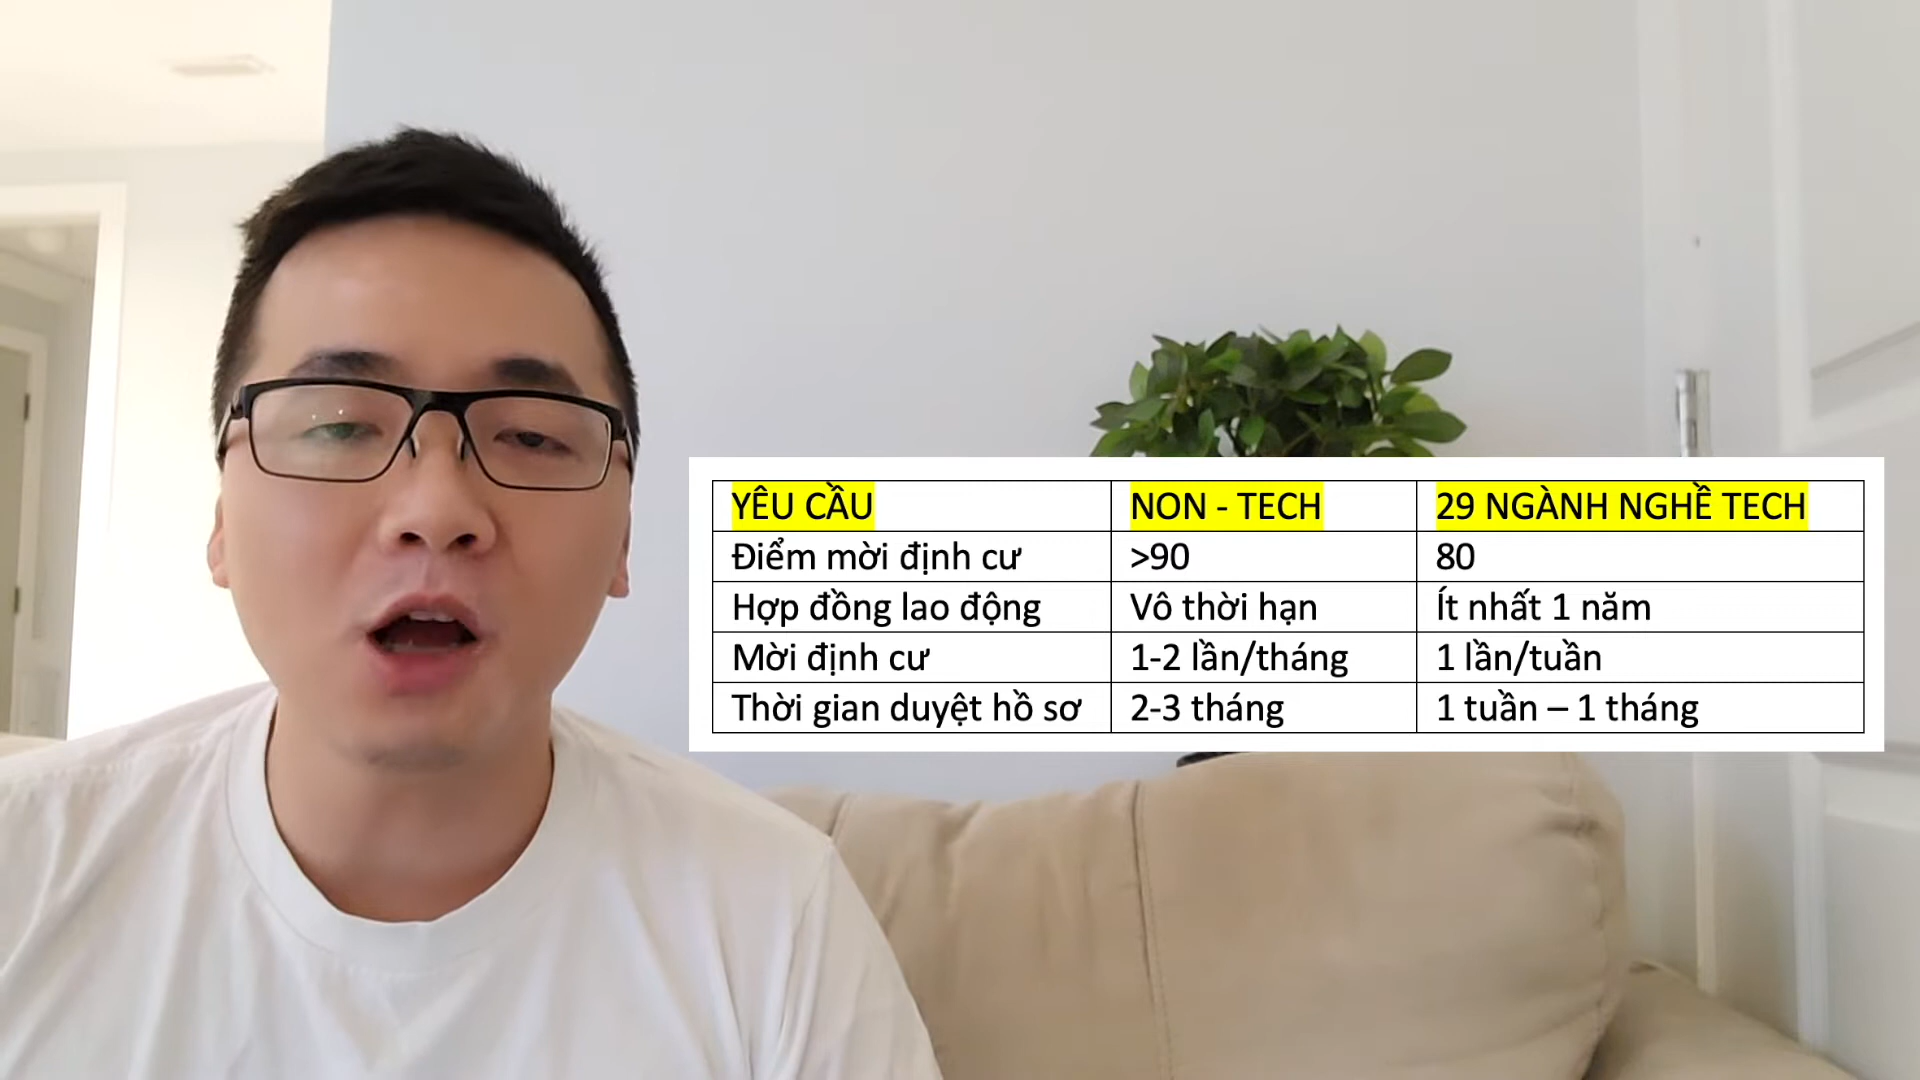 YÊU CẦU NON - TECH 29 NGÀNH NGHỀ TECH
Điểm mời định cư >90 80
Hợp đồng lao động Vô thời hạn Ít nhất 1 năm
Mời định cư 1-2 lần/tháng 1 lần/tuần
Thời gian duyệt hồ sơ 2-3 tháng 1 tuần – 1 tháng